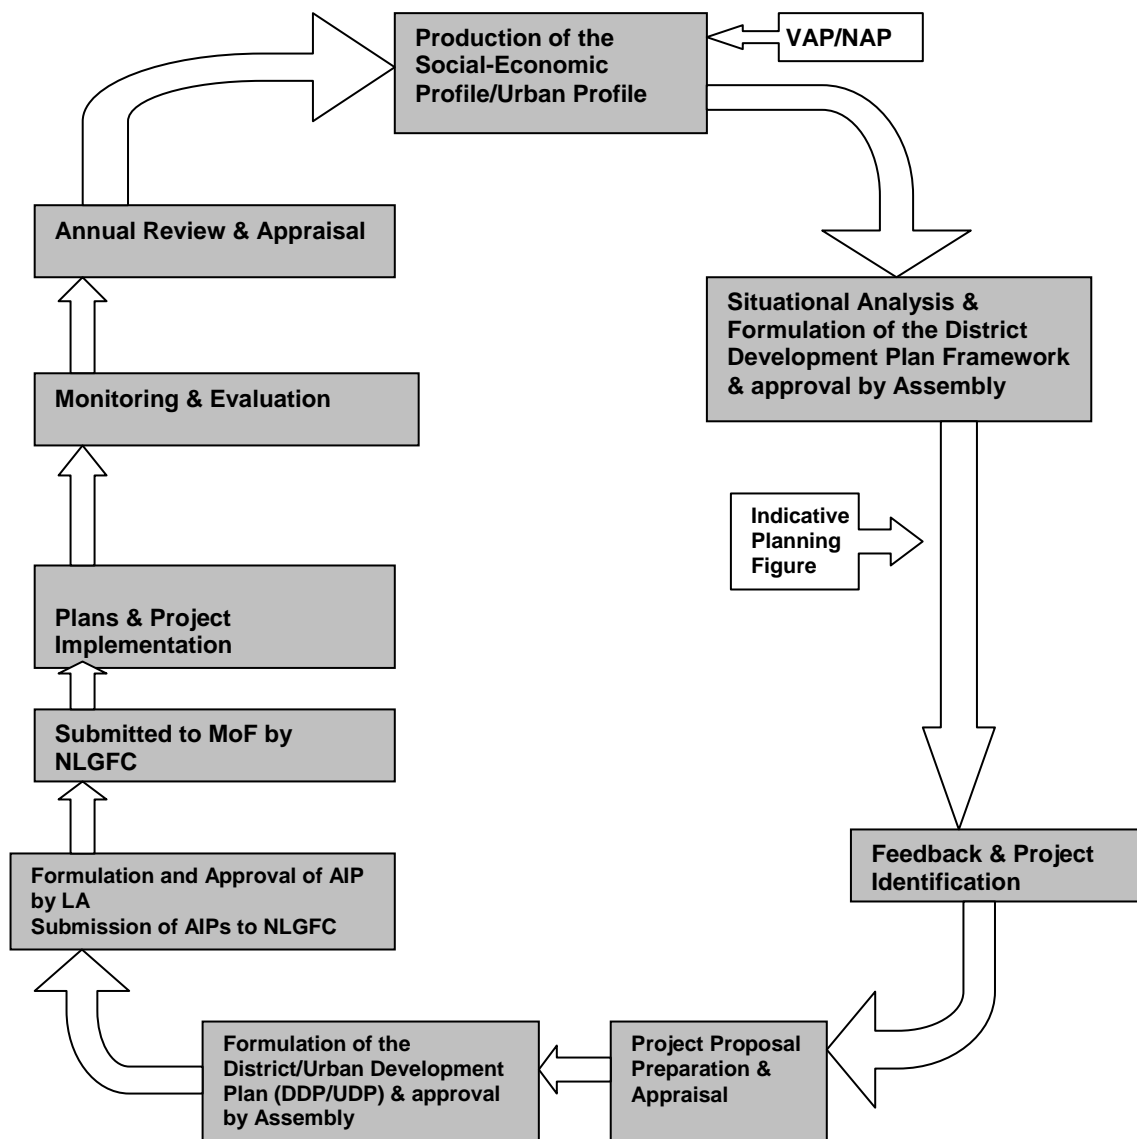 Production of the
Social-Economic
Profile/Urban Profile
VAP/NAP
Situational Analysis &
Formulation of the District
Development Plan Framework
& approval by Assembly
Indicative
Planning
Figure
Feedback & Project
Identification
Project Proposal
Preparation &
Appraisal
Formulation of the
District/Urban Development
Plan (DDP/UDP) & approval
by Assembly
Formulation and Approval of AIP
by LA
Submission of AIPs to NLGFC
Submitted to MoF by
NLGFC
Plans & Project
Implementation
Monitoring & Evaluation
Annual Review & Appraisal